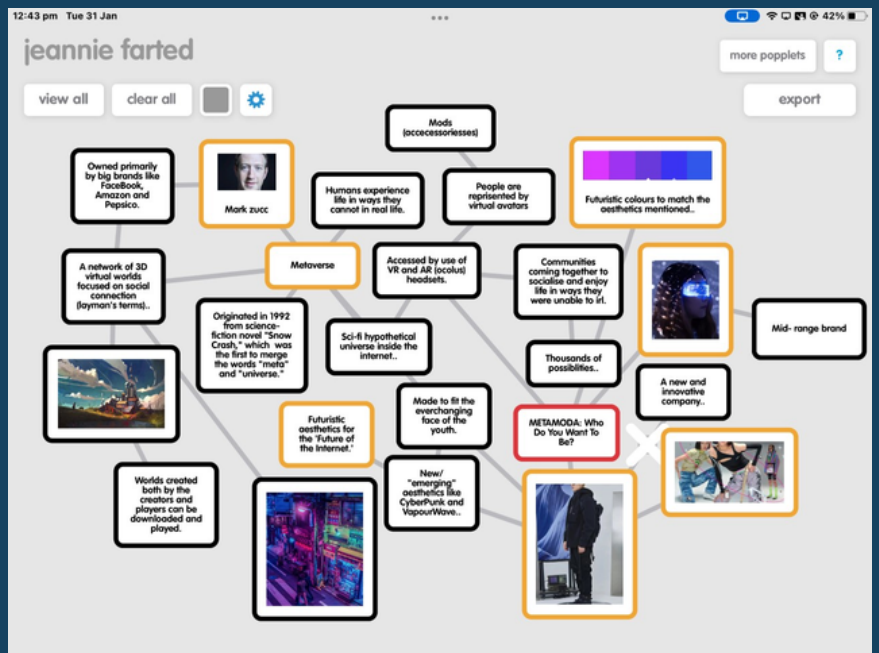 12:43 pm Tue 31 Jan
42%
jeannie farted
more popplets
?
view all
clear all
export
Mods
(accecessoriesses)
Owned primarily
by big brands like
FaceBook,
Amazon and
Pepsico.
Mark zucc
Humans experience
life in ways they
cannot in real life.
People are
reprisented by
virtual avatars
Futuristic colours to match the
aesthetics mentioned..
A network of 3D
virtual worlds
focused on social
connection
(layman's terms)..
Metaverse
Accessed by use of
VR and AR (ocolus)
headsets.
Communities
coming together to
socialise and enjoy
life in ways they
were unable to irl.
Mid- range brand
Originated in 1992
from science-
fiction novel "Snow
Crash," which was
the first to merge
the words "meta"
and "universe."
Sci-fi hypothetical
universe inside the
internet..
Thousands of
possiblities..
A new and
innovative
company..
Futuristic
aesthetics for
the 'Future of
the Internet.'
Made to fit the
everchanging
face of the
youth.
METAMODA: Who
Do You Want To
Be?
Worlds created
both by the
creators and
players can be
downloaded and
played.
New/
"emerging"
aesthetics like
CyberPunk and
VapourWave..